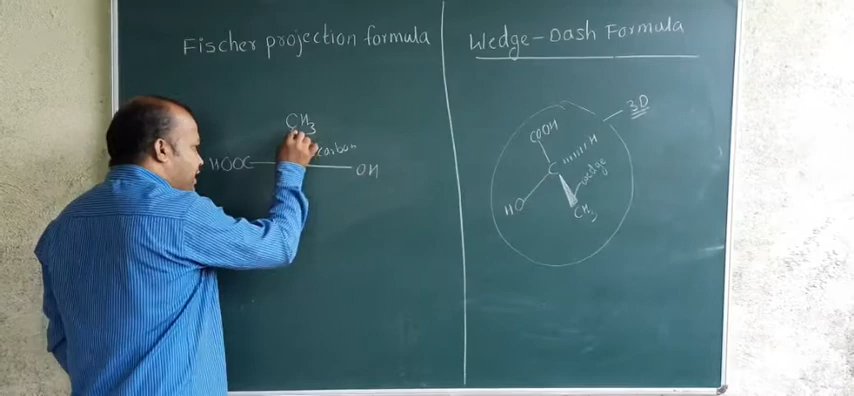 Fischer projection formula
CH3
carbon
HOOC
OH
Wedge-Dash Formula
3D
COOH
H
C
wedge
HO
CH3